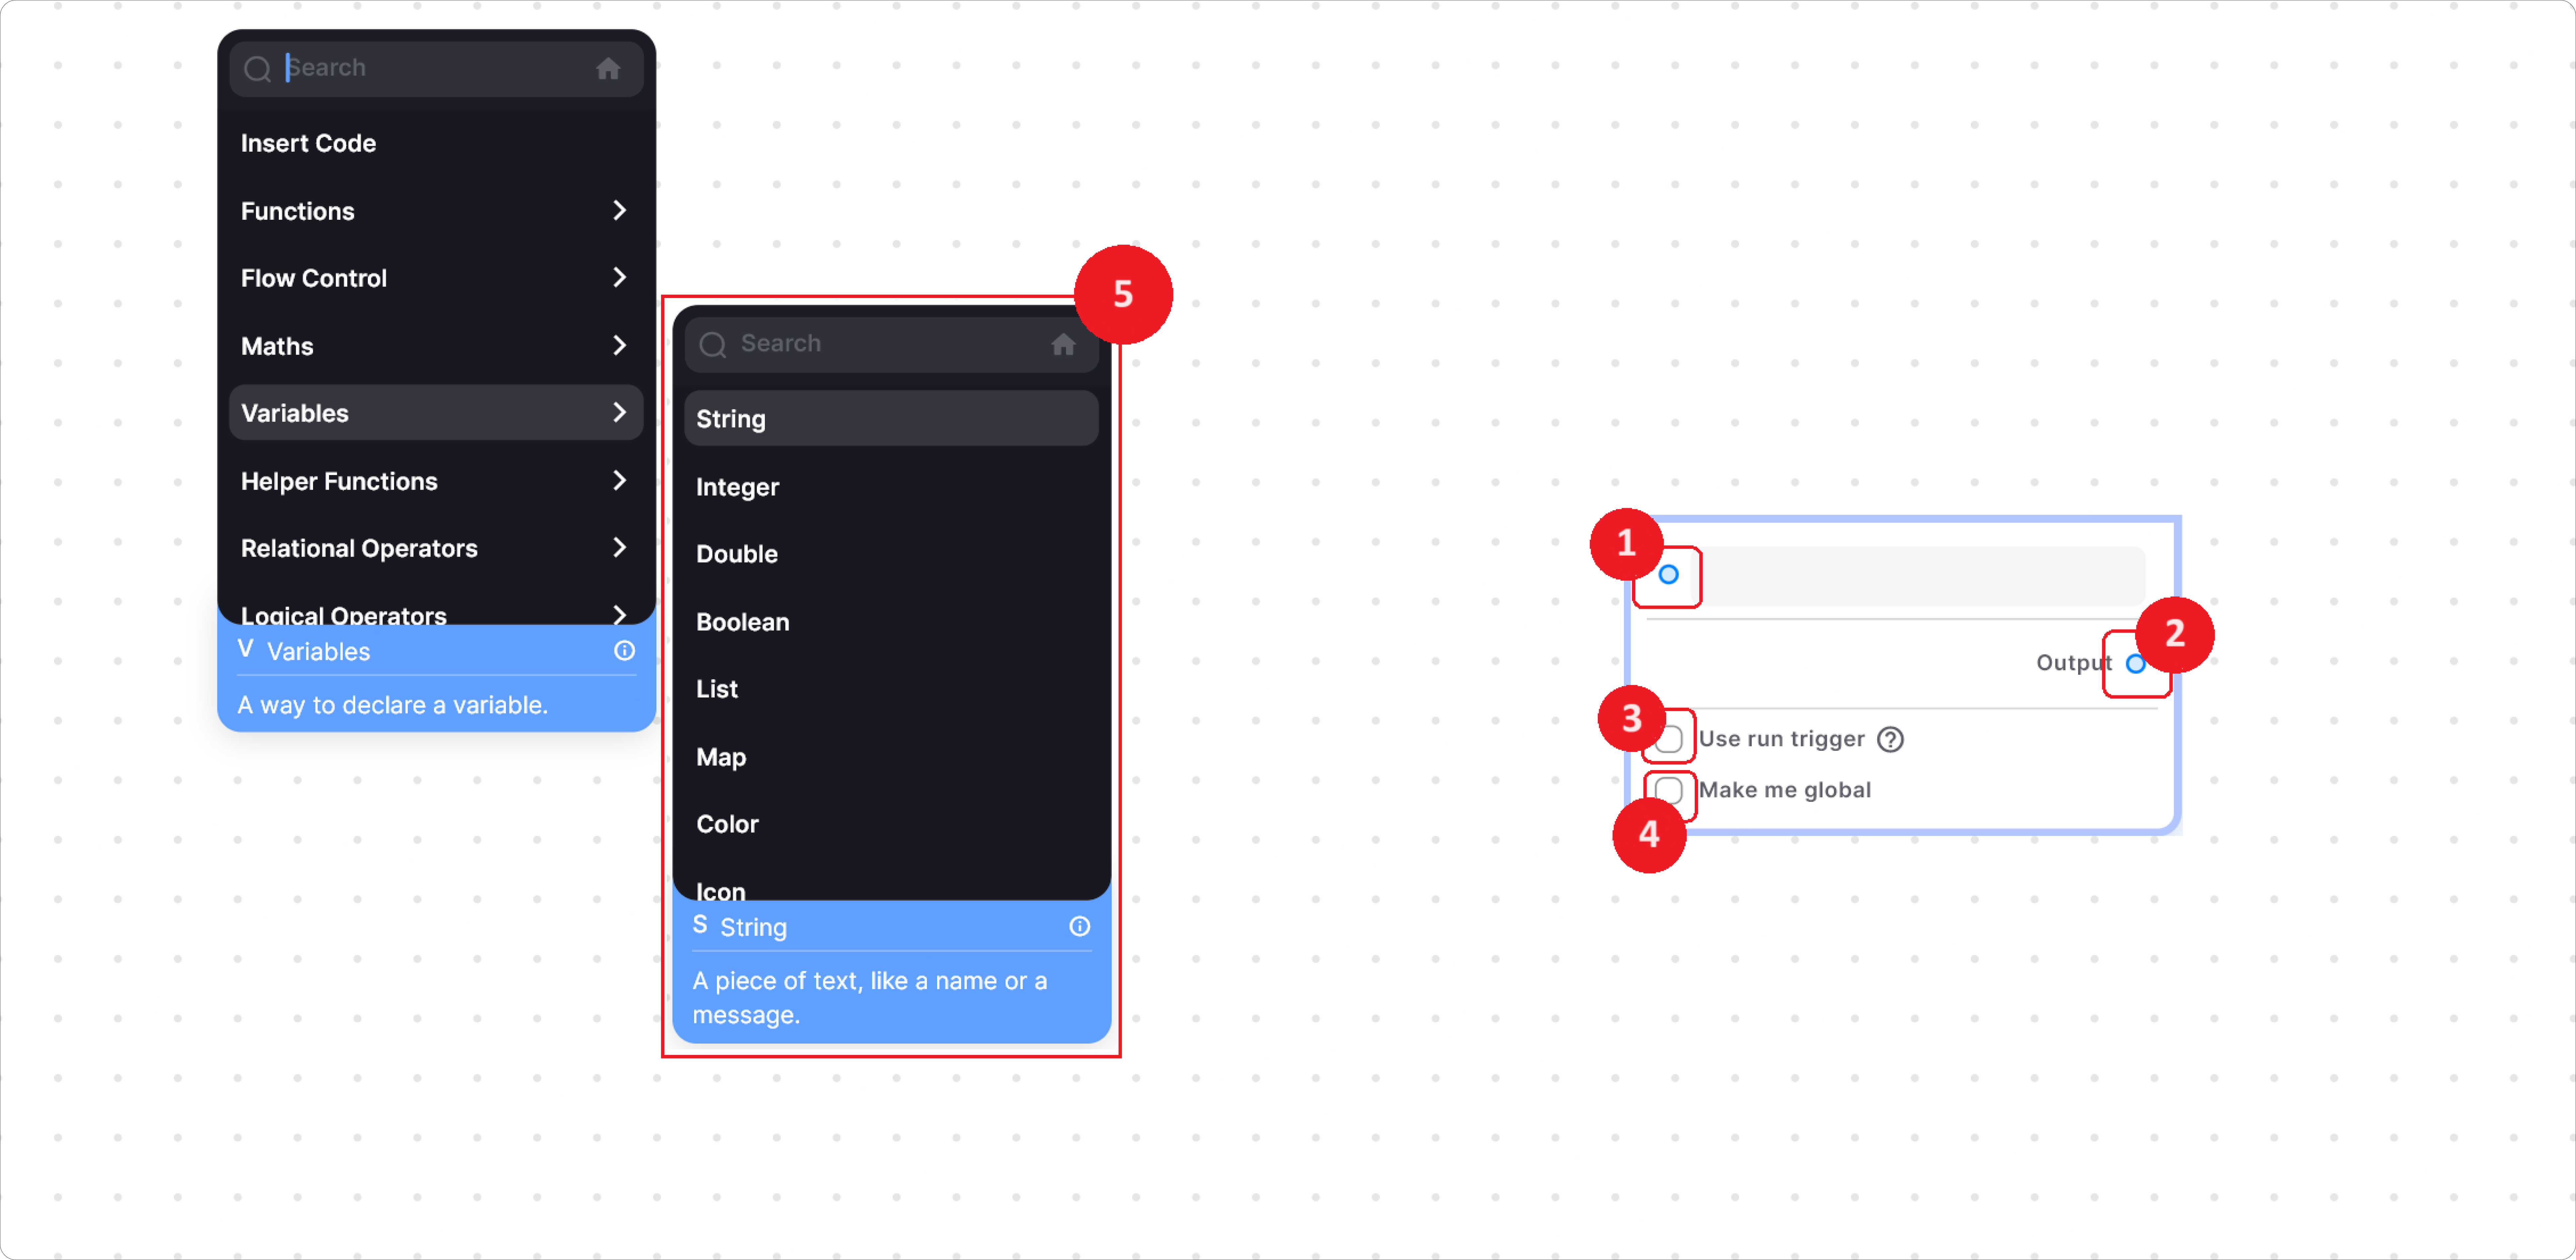 Search
Insert Code
Functions
Flow Control
Maths
Variables
Helper Functions
Relational Operators
Logical Operators
V Variables
A way to declare a variable.
5
Search
String
Integer
Double
Boolean
List
Map
Color
Icon
S String
A piece of text, like a name or a
message.
1
2
Output
3
Use run trigger
Make me global
4